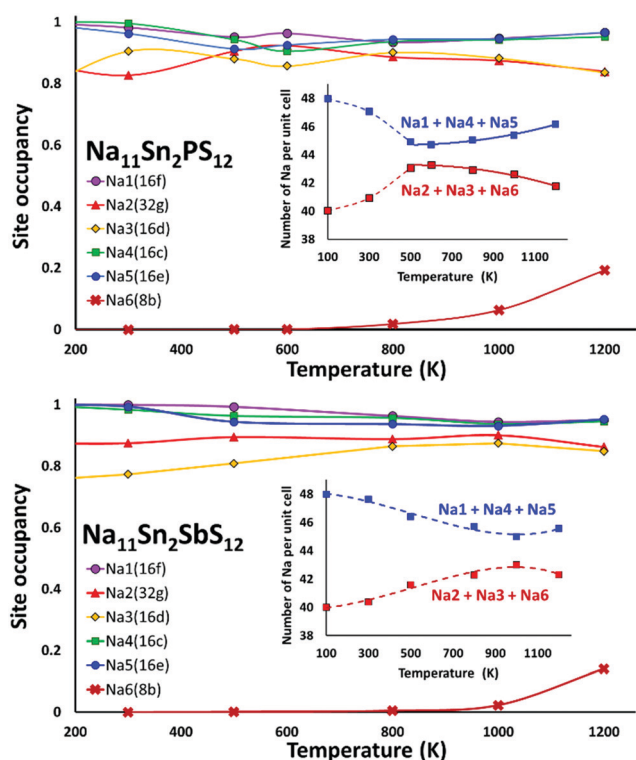 Site occupancy
1
0.8
0.6
0.4
0.2
0
Na11Sn2PS12
Na1(16f)
Na2(32g)
Na3(16d)
Na4(16c)
Na5(16e)
Na6(8b)
Number of Na per unit cell
48
46
44
42
40
38
Na1 + Na4 + Na5
Na2 + Na3 + Na6
100 300 500 700 900 1100
Temperature (K)
200 400 600 800 1000 1200
Temperature (K)
Site occupancy
1
0.8
0.6
0.4
0.2
0
Na11Sn2SbS12
Na1(16f)
Na2(32g)
Na3(16d)
Na4(16c)
Na5(16e)
Na6(8b)
Number of Na per unit cell
48
46
44
42
40
38
Na1 + Na4 + Na5
Na2 + Na3 + Na6
100 300 500 700 900 1100
Temperature (K)
200 400 600 800 1000 1200
Temperature (K)